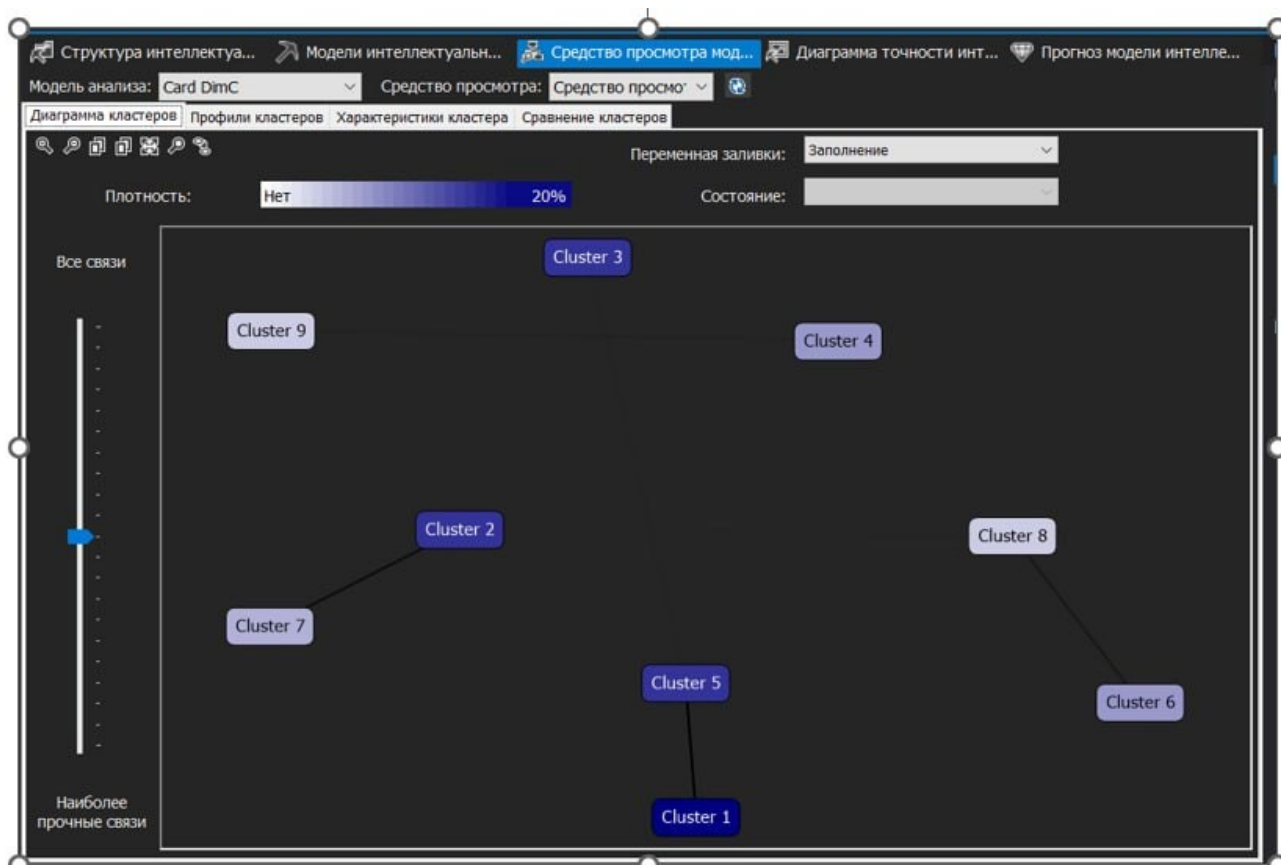 Структура интеллектуа... Модели интеллектуальн... Средство просмотра мод... Диаграмма точности инт... Прогноз модели интелле...
Модель анализа: Card DimC Средство просмотра: Средство просмо
Диаграмма кластеров Профили кластеров Характеристики кластера Сравнение кластеров
Переменная заливки: Заполнение
Плотность: Нет 20% Состояние:
Все связи
Cluster 3
Cluster 9
Cluster 4
Cluster 2
Cluster 8
Cluster 7
Cluster 5
Cluster 6
Наиболее
прочные связи
Cluster 1